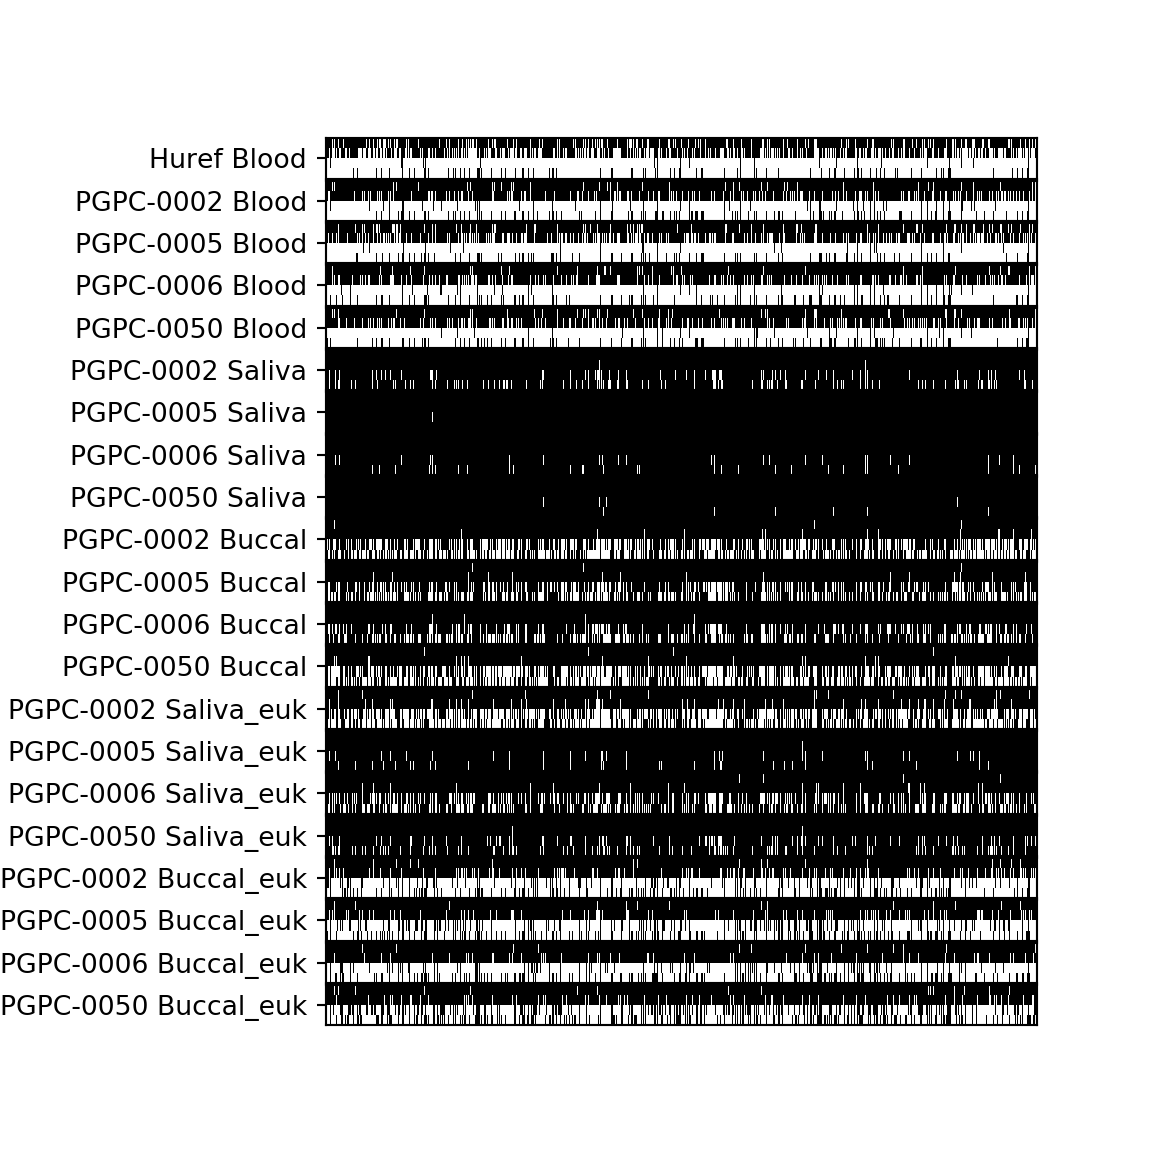 Huref Blood
PGPC-0002 Blood
PGPC-0005 Blood
PGPC-0006 Blood
PGPC-0050 Blood
PGPC-0002 Saliva
PGPC-0005 Saliva
PGPC-0006 Saliva
PGPC-0050 Saliva
PGPC-0002 Buccal
PGPC-0005 Buccal
PGPC-0006 Buccal
PGPC-0050 Buccal
PGPC-0002 Saliva_euk
PGPC-0005 Saliva_euk
PGPC-0006 Saliva_euk
PGPC-0050 Saliva_euk
PGPC-0002 Buccal_euk
PGPC-0005 Buccal_euk
PGPC-0006 Buccal_euk
PGPC-0050 Buccal_euk